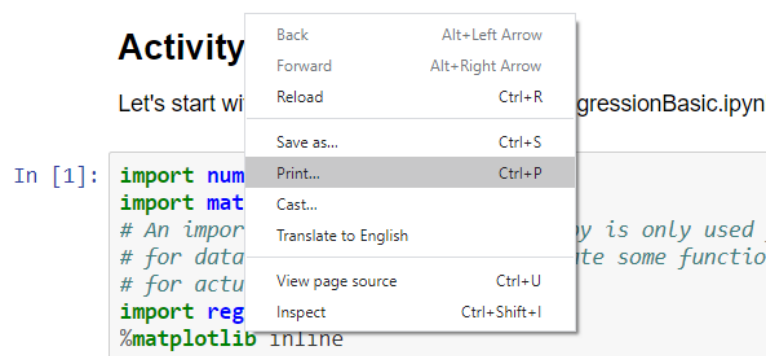 Activity
Back Alt+Left Arrow
Forward Alt+Right Arrow
Reload Ctrl+R
Let's start gressionBasic.ipyn
Save as... Ctrl+S
Print... Ctrl+P
Cast...
Translate to English
View page source Ctrl+U
Inspect Ctrl+Shift+I
In [1]: import num
import mat
# An impor y is only used
# for data te some functio
# for actu
import reg
%matplotlib inline